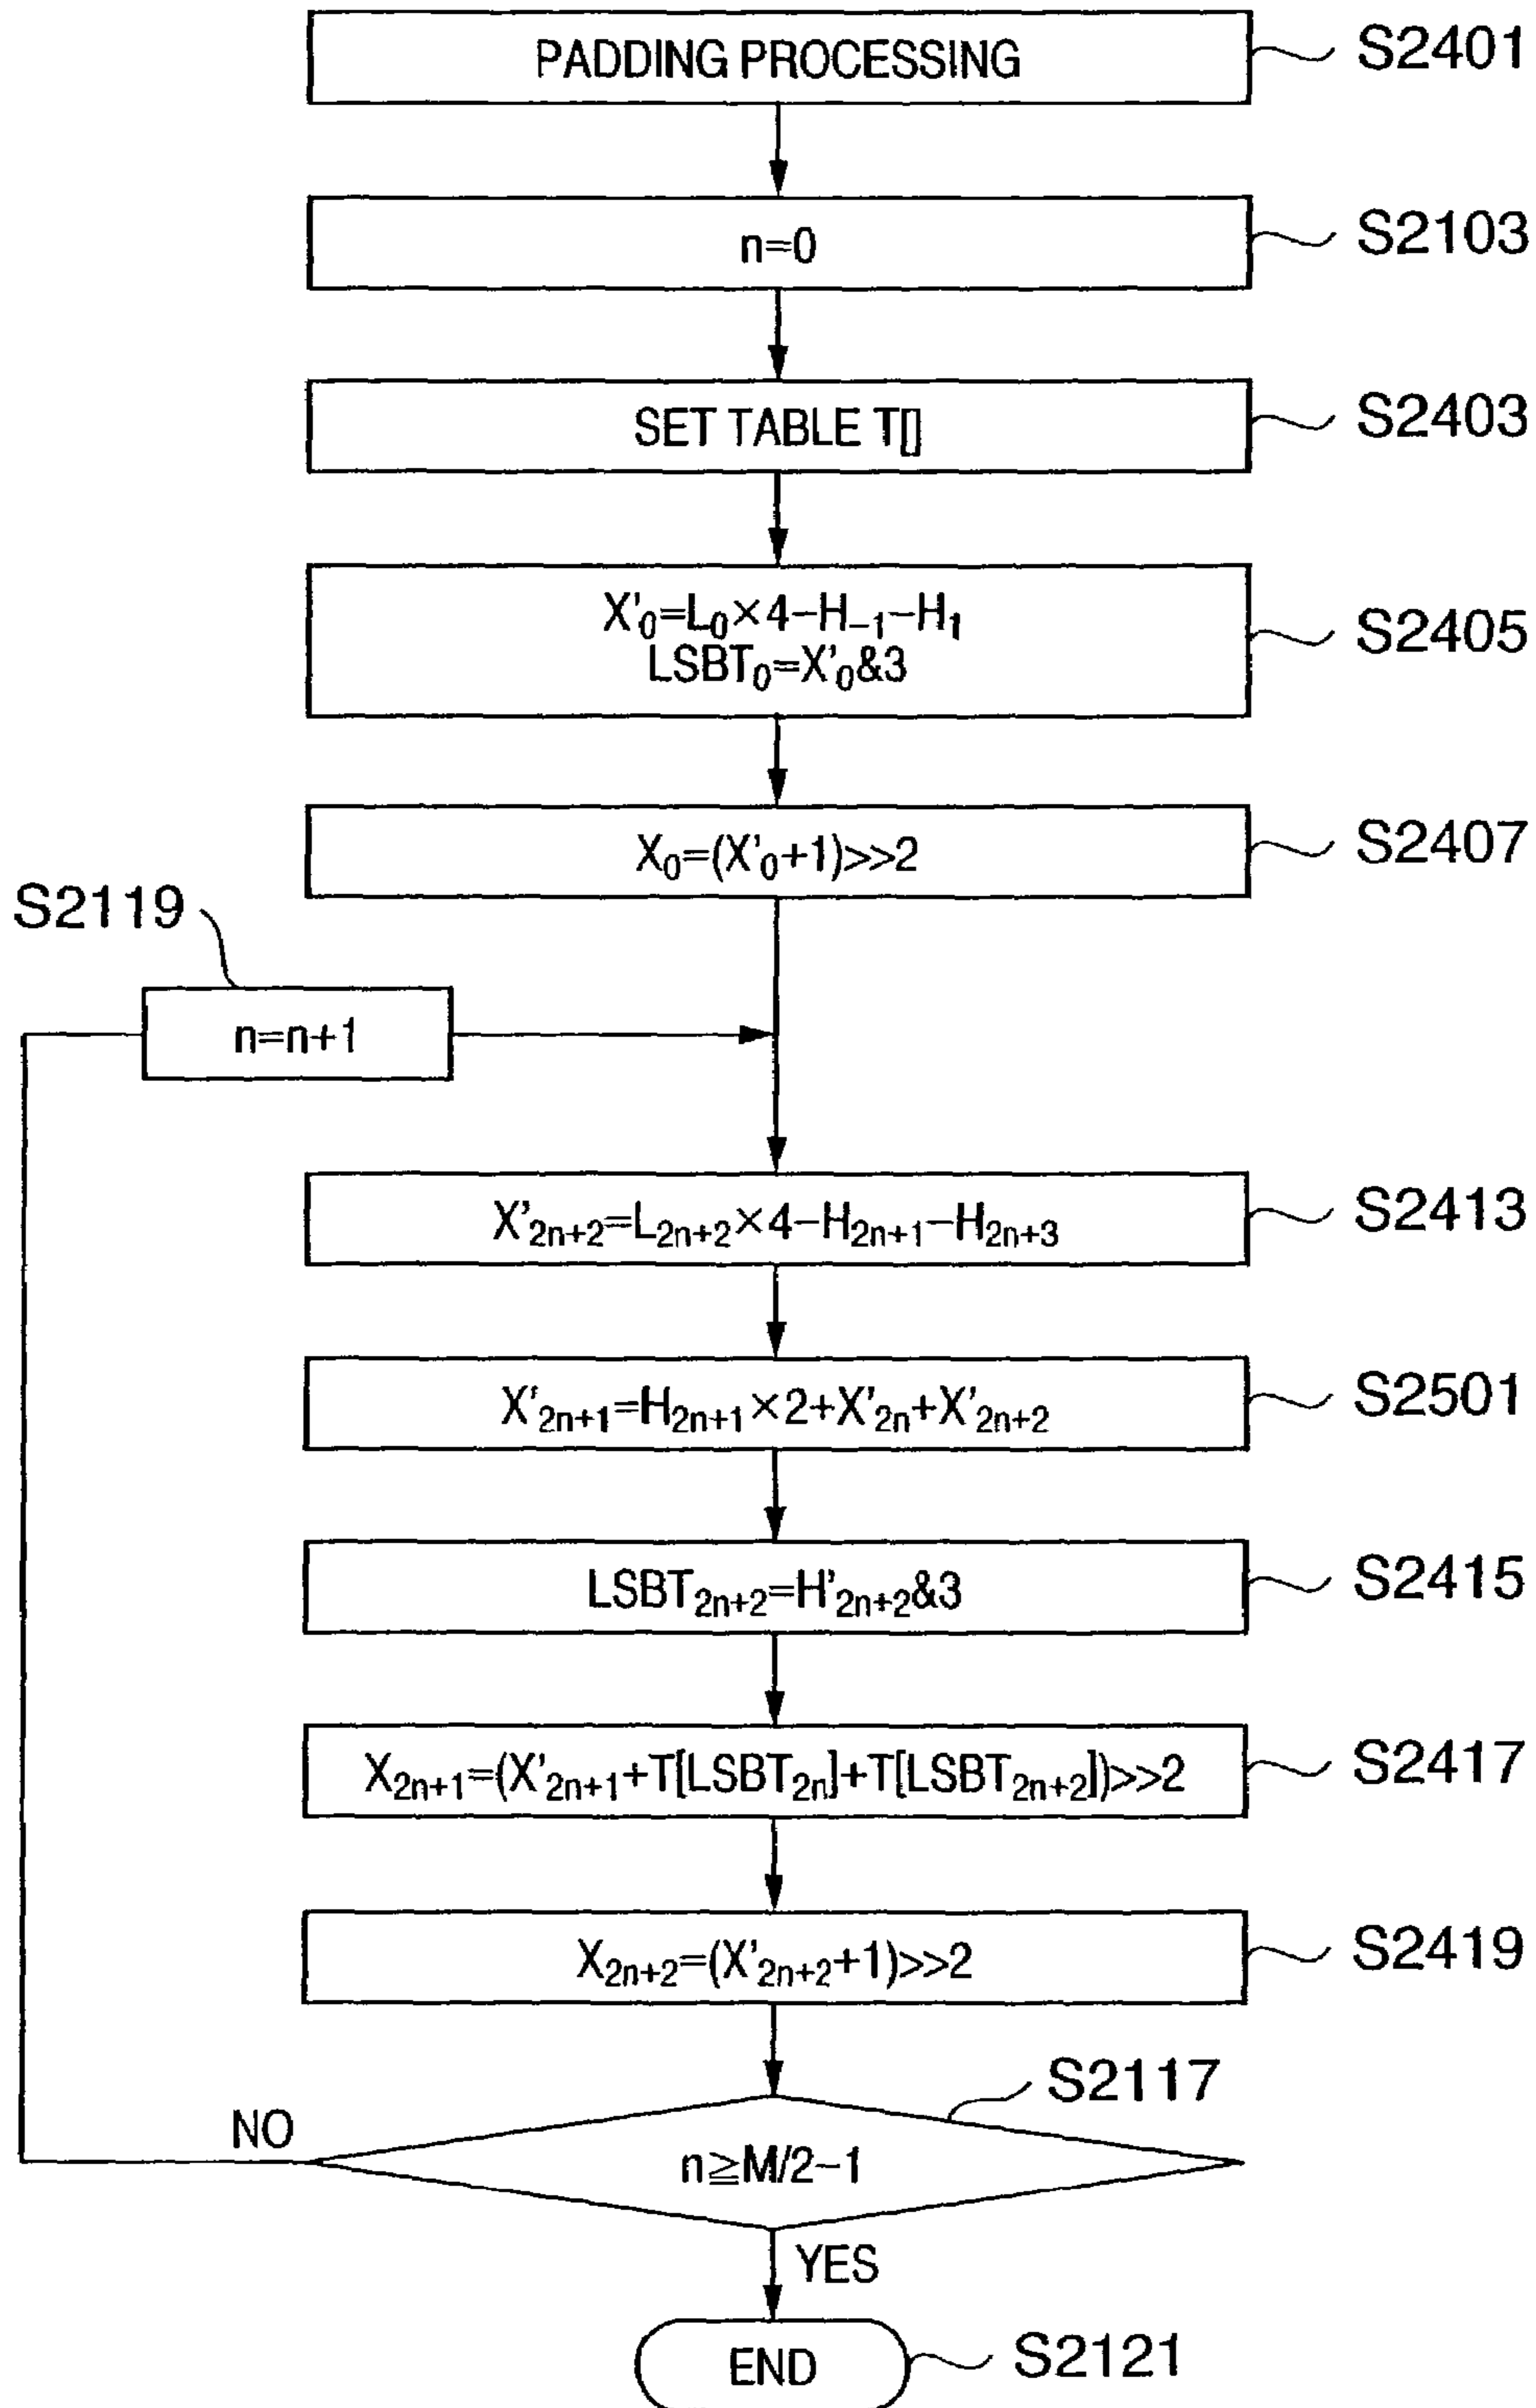 PADDING PROCESSING
S2401
n=0
S2103
SET TABLE T[]
S2403
X'₀=L₀×4−H₋₁−H₁
LSBT₀=X'₀&3
S2405
X₀=(X'₀+1)>>2
S2407
S2119
n=n+1
X'₂ₙ₊₂=L₂ₙ₊₂×4−H₂ₙ₊₁−H₂ₙ₊₃
S2413
X'₂ₙ₊₁=H₂ₙ₊₁×2+X'₂ₙ+X'₂ₙ₊₂
S2501
LSBT₂ₙ₊₂=H'₂ₙ₊₂&3
S2415
X₂ₙ₊₁=(X'₂ₙ₊₁+T[LSBT₂ₙ]+T[LSBT₂ₙ₊₂])>>2
S2417
X₂ₙ₊₂=(X'₂ₙ₊₂+1)>>2
S2419
S2117
NO
n≧M/2−1
YES
END
S2121